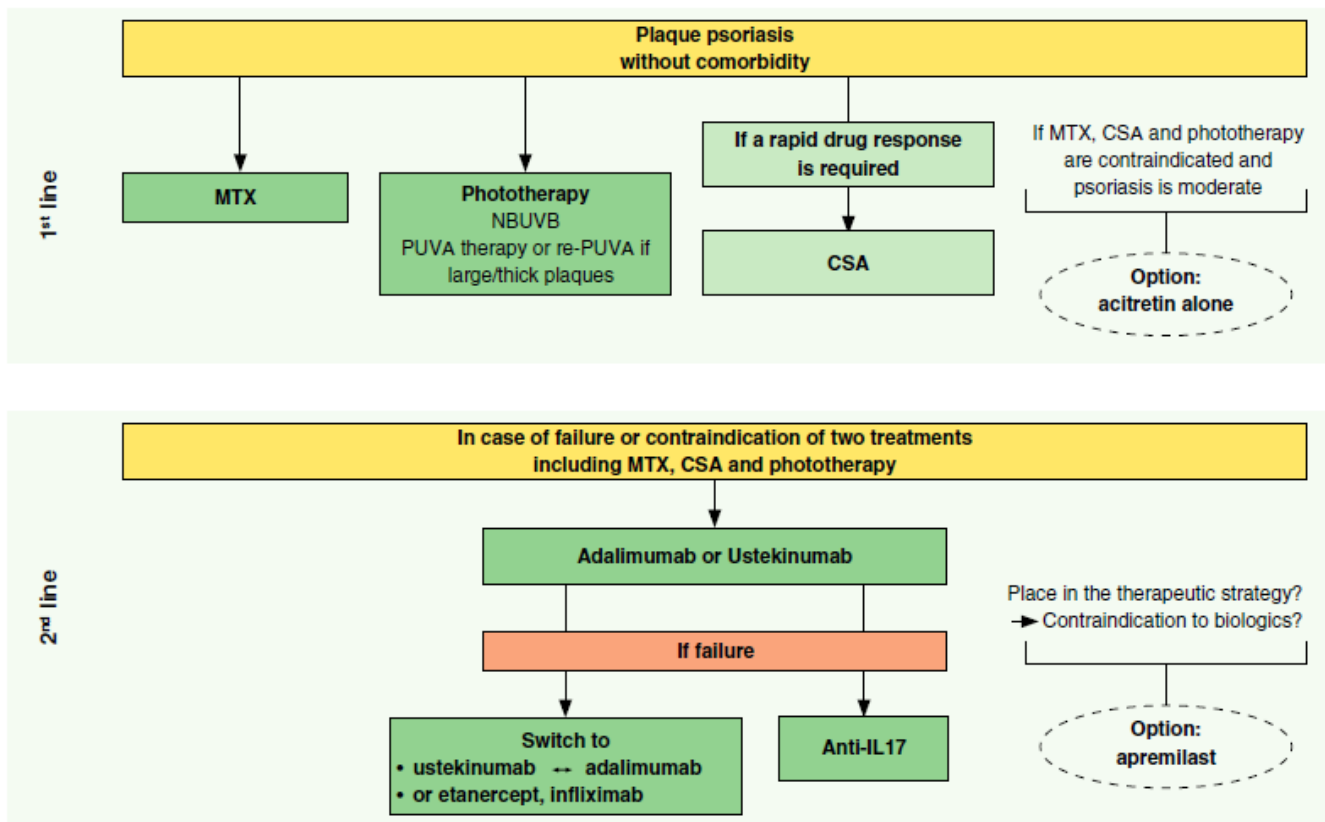 Plaque psoriasis
without comorbidity
1st line
MTX
Phototherapy
NBUVB
PUVA therapy or re-PUVA if
large/thick plaques
If a rapid drug response
is required
CSA
If MTX, CSA and phototherapy
are contraindicated and
psoriasis is moderate
Option:
acitretin alone
In case of failure or contraindication of two treatments
including MTX, CSA and phototherapy
2nd line
Adalimumab or Ustekinumab
If failure
Switch to
• ustekinumab ↔ adalimumab
• or etanercept, infliximab
Anti-IL17
Place in the therapeutic strategy?
→ Contraindication to biologics?
Option:
apremilast